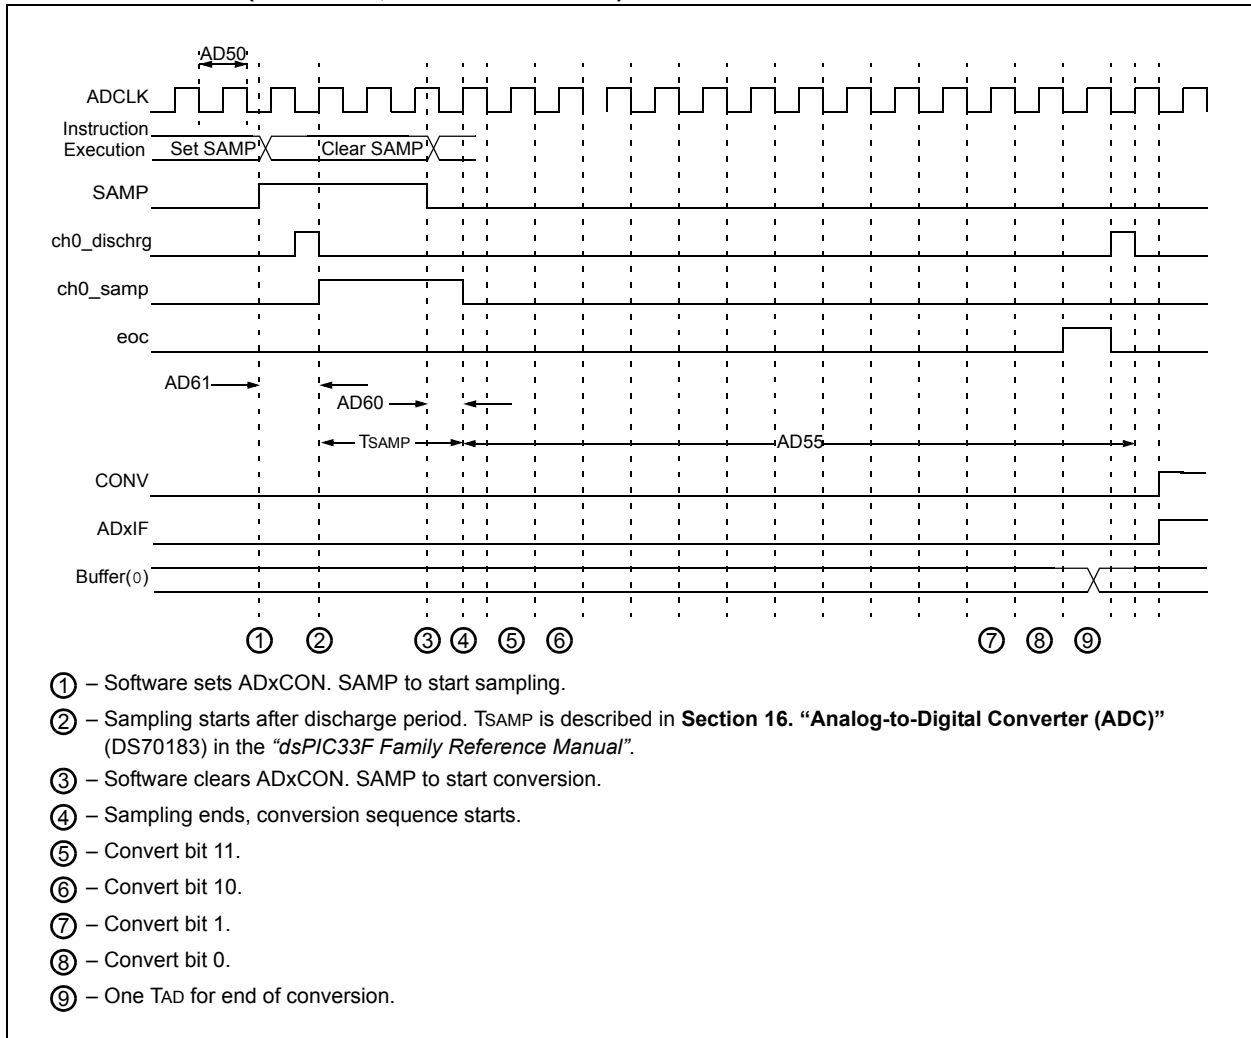 AD50
ADCLK
Instruction
Execution Set SAMP Clear SAMP
SAMP
ch0_dischrg
ch0_samp
eoc
AD61
AD60
TSAMP AD55
CONV
ADxIF
Buffer(0)
1 2 3 4 5 6 7 8 9
1 – Software sets ADxCON. SAMP to start sampling.
2 – Sampling starts after discharge period. TSAMP is described in Section 16. “Analog-to-Digital Converter (ADC)”
(DS70183) in the “dsPIC33F Family Reference Manual”.
3 – Software clears ADxCON. SAMP to start conversion.
4 – Sampling ends, conversion sequence starts.
5 – Convert bit 11.
6 – Convert bit 10.
7 – Convert bit 1.
8 – Convert bit 0.
9 – One TAD for end of conversion.